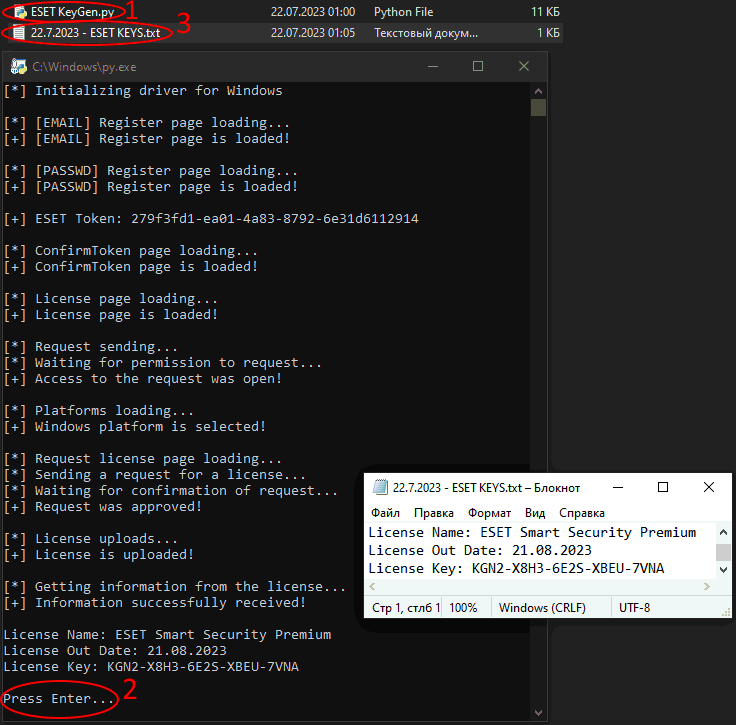 ESET KeyGen.py 1 22.07.2023 01:00 Python File 11 КБ
22.7.2023 - ESET KEYS.txt 3 22.07.2023 01:05 Текстовый докум... 1 КБ
C:\Windows\py.exe
[*] Initializing driver for Windows
[*] [EMAIL] Register page loading...
[+] [EMAIL] Register page is loaded!
[*] [PASSWD] Register page loading...
[+] [PASSWD] Register page is loaded!
[+] ESET Token: 279f3fd1-ea01-4a83-8792-6e31d6112914
[*] ConfirmToken page loading...
[+] ConfirmToken page is loaded!
[*] License page loading...
[+] License page is loaded!
[*] Request sending...
[*] Waiting for permission to request...
[+] Access to the request was open!
[*] Platforms loading...
[+] Windows platform is selected!
[*] Request license page loading...
[*] Sending a request for a license...
[*] Waiting for confirmation of request...
[+] Request was approved!
[*] License uploads...
[+] License is uploaded!
[*] Getting information from the license...
[+] Information successfully received!
License Name: ESET Smart Security Premium
License Out Date: 21.08.2023
License Key: KGN2-X8H3-6E2S-XBEU-7VNA
Press Enter... 2
22.7.2023 - ESET KEYS.txt – Блокнот
Файл Правка Формат Вид Справка
License Name: ESET Smart Security Premium
License Out Date: 21.08.2023
License Key: KGN2-X8H3-6E2S-XBEU-7VNA
Стр 1, стлб 1 100% Windows (CRLF) UTF-8